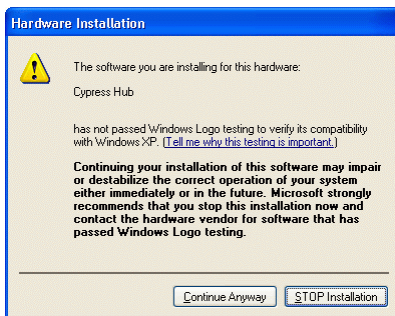 Hardware Installation
The software you are installing for this hardware:
Cypress Hub
has not passed Windows Logo testing to verify its compatibility
with Windows XP. (Tell me why this testing is important.)
Continuing your installation of this software may impair
or destabilize the correct operation of your system
either immediately or in the future. Microsoft strongly
recommends that you stop this installation now and
contact the hardware vendor for software that has
passed Windows Logo testing.
Continue Anyway
STOP Installation